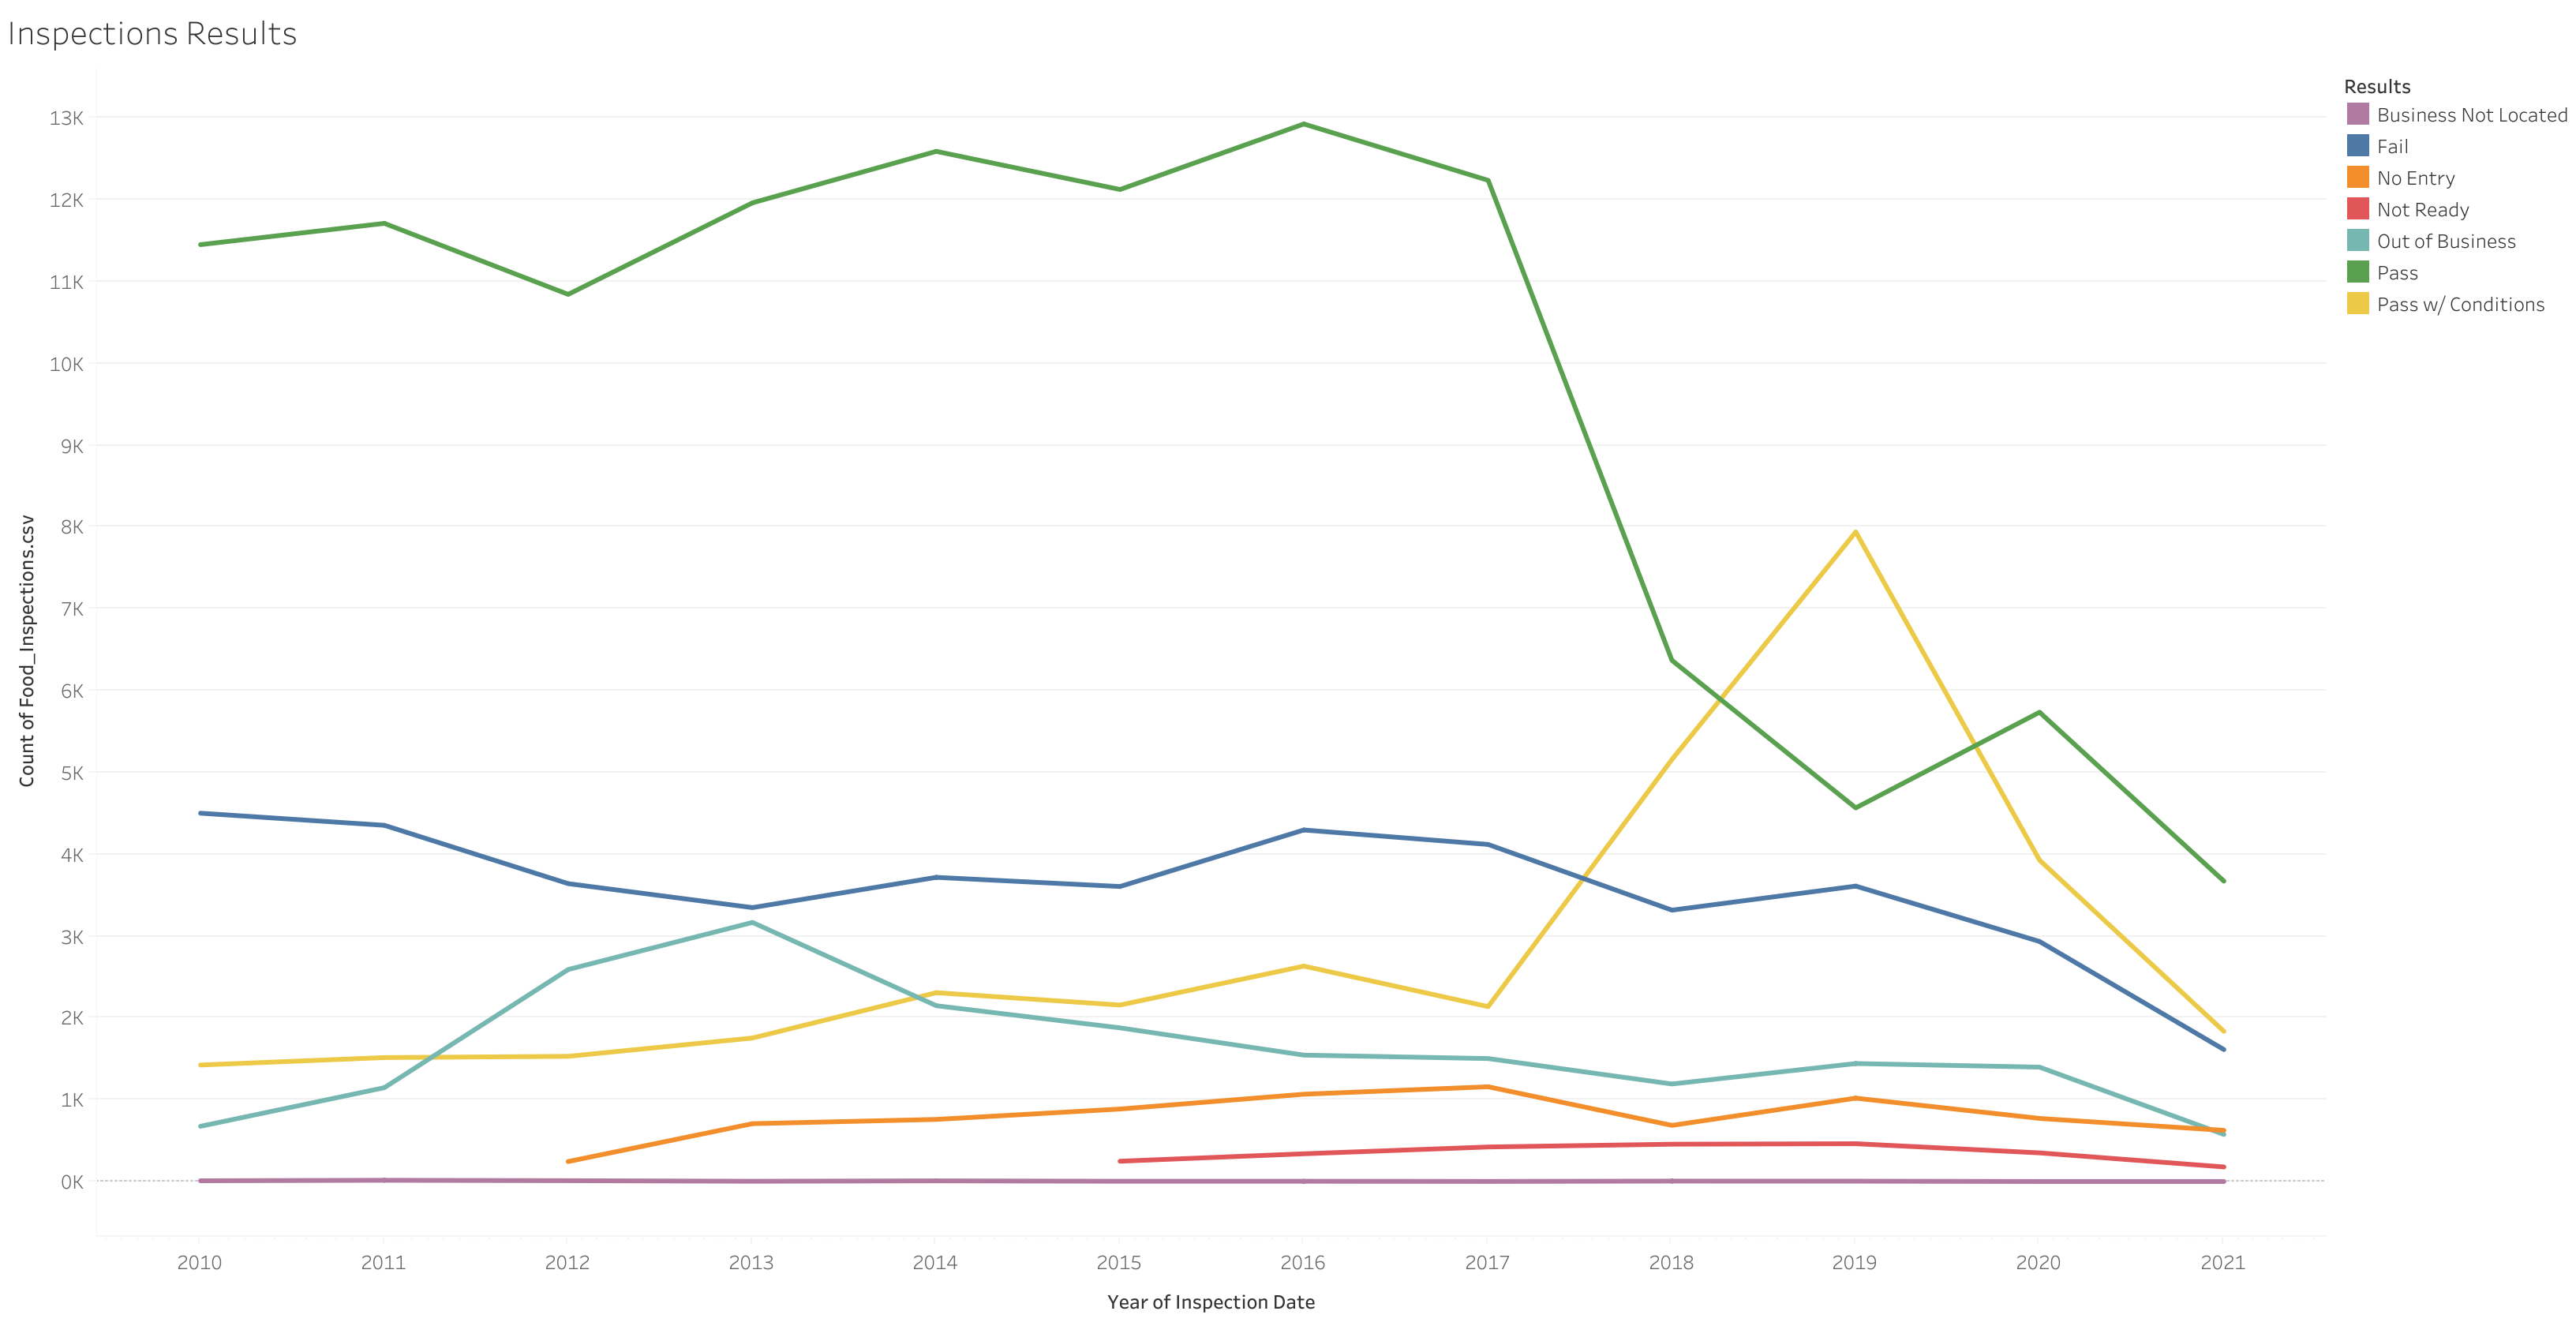 Inspections Results
Results
Business Not Located
Fail
No Entry
Not Ready
Out of Business
Pass
Pass w/ Conditions
Count of Food_Inspections.csv
13K
12K
11K
10K
9K
8K
7K
6K
5K
4K
3K
2K
1K
0K
2010 2011 2012 2013 2014 2015 2016 2017 2018 2019 2020 2021
Year of Inspection Date